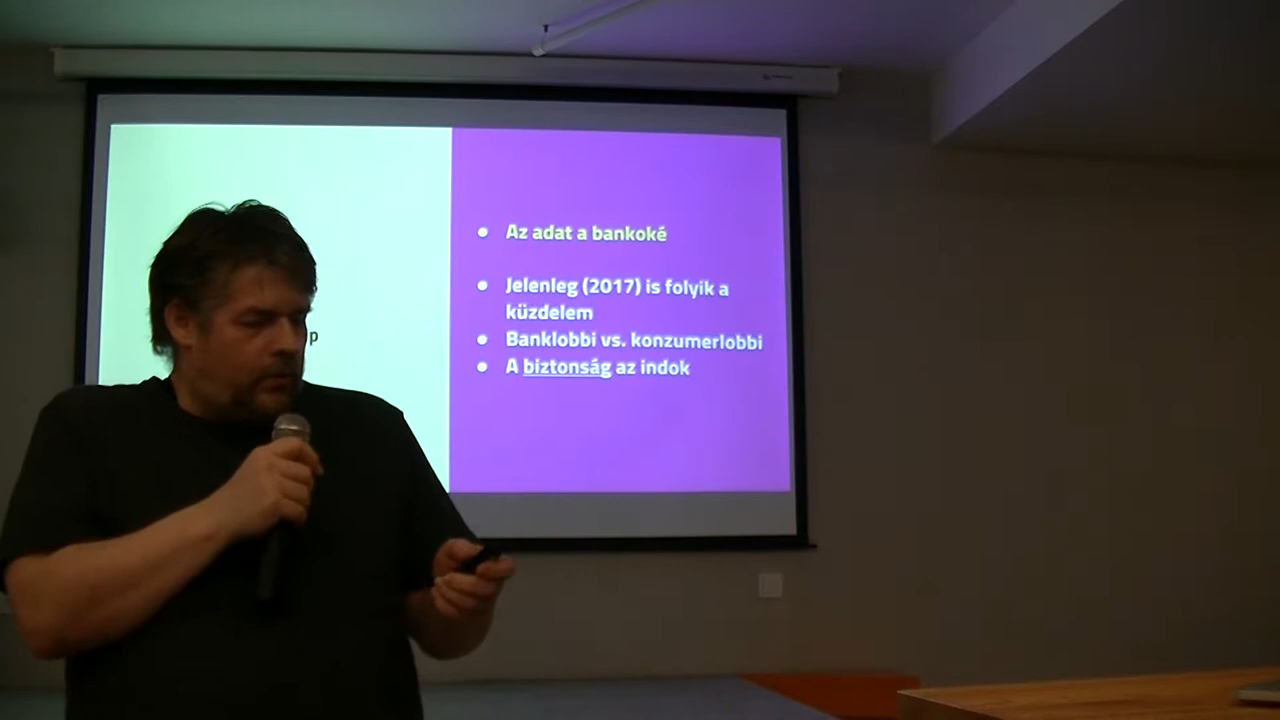 p
Az adat a bankoké
Jelenleg (2017) is folyik a
küzdelem
Banklobbi vs. konzumerlobbi
A biztonság az indok